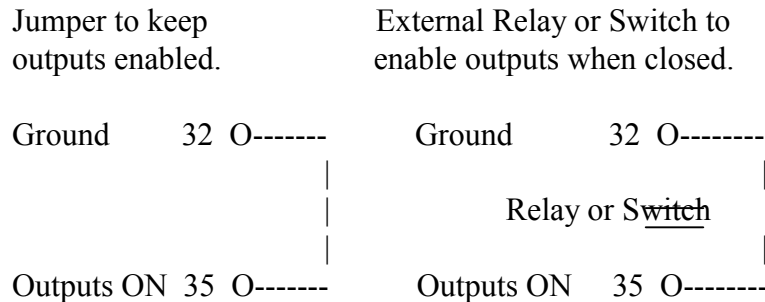 Jumper to keep External Relay or Switch to
outputs enabled. enable outputs when closed.
Ground 32 O------- Ground 32 O--------
| |
| Relay or Switch
| |
Outputs ON 35 O------- Outputs ON 35 O--------